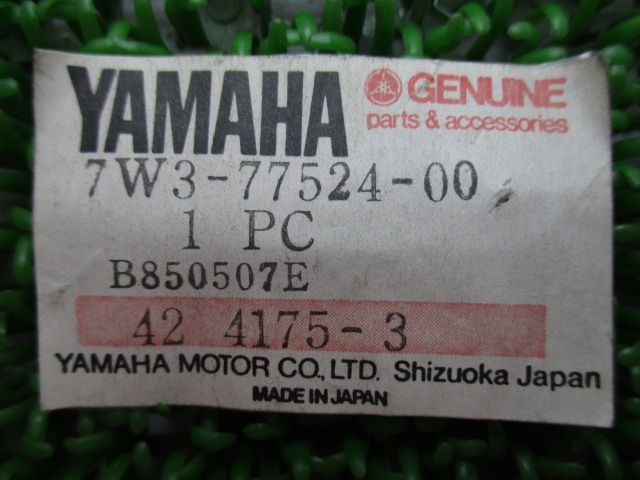 YAMAHA GENUINE
parts & accessories
7W3-77524-00
1 PC
B850507E
42 4175-3
YAMAHA MOTOR CO., LTD. Shizuoka Japan
MADE IN JAPAN